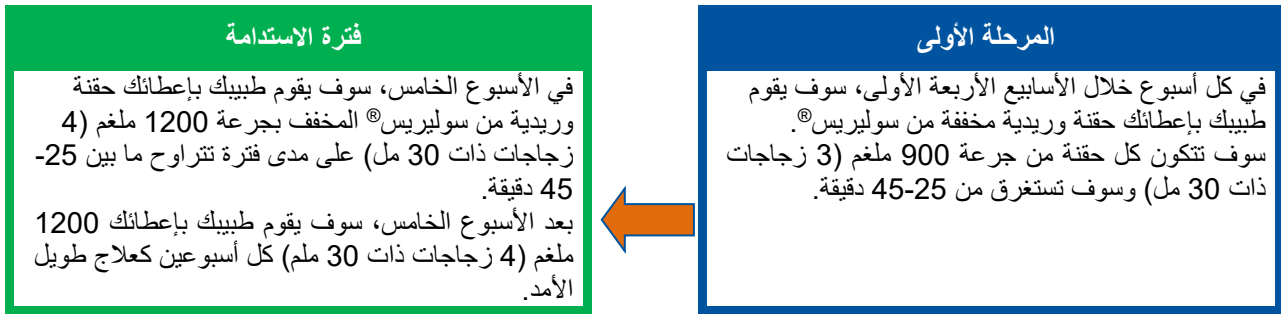 المرحلة الأولى
في كل أسبوع خلال الأسابيع الأربعة الأولى، سوف يقوم
طبيبك بإعطائك حقنة وريدية مخففة من سوليريس®.
سوف تتكون كل حقنة من جرعة 900 ملغم (3 زجاجات
ذات 30 مل) وسوف تستغرق من 25-45 دقيقة.
فترة الاستدامة
في الأسبوع الخامس، سوف يقوم طبيبك بإعطائك حقنة
وريدية من سوليريس® المخفف بجرعة 1200 ملغم (4
زجاجات ذات 30 مل) على مدى فترة تتراوح ما بين 25-
45 دقيقة.
بعد الأسبوع الخامس، سوف يقوم طبيبك بإعطائك 1200
ملغم (4 زجاجات ذات 30 ملم) كل أسبوعين كعلاج طويل
الأمد.